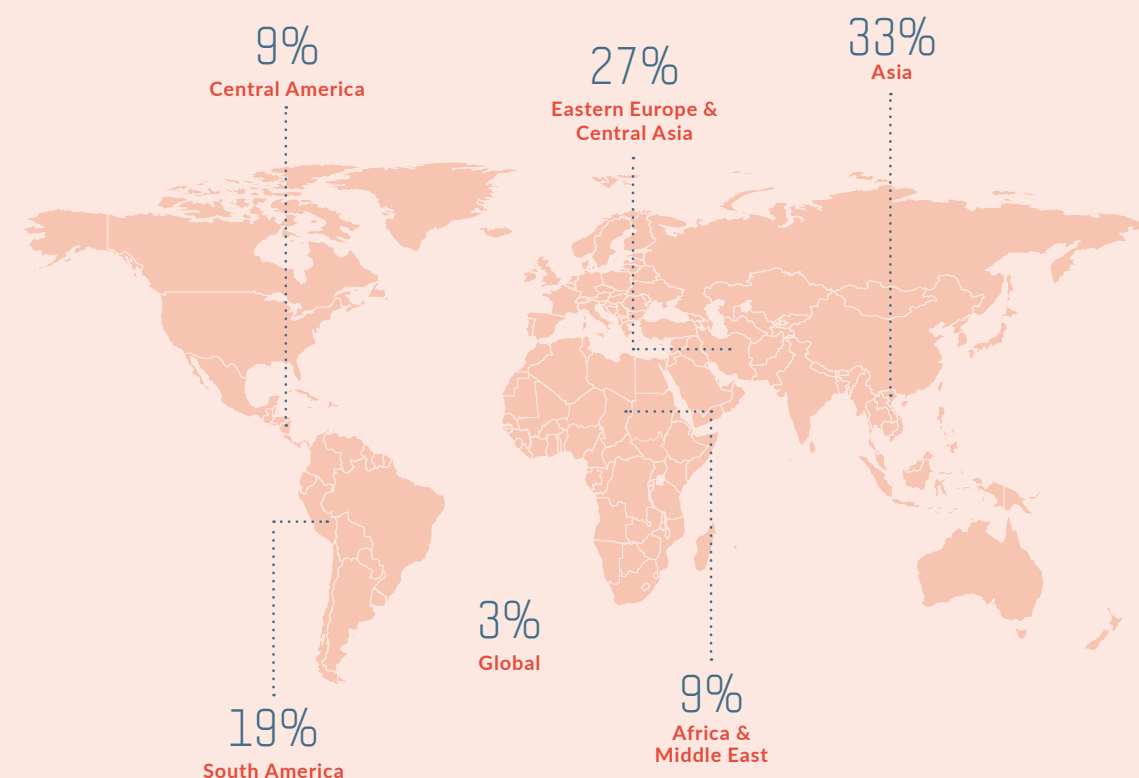 9%
Central America
27%
Eastern Europe &
Central Asia
33%
Asia
3%
Global
19%
South America
9%
Africa &
Middle East